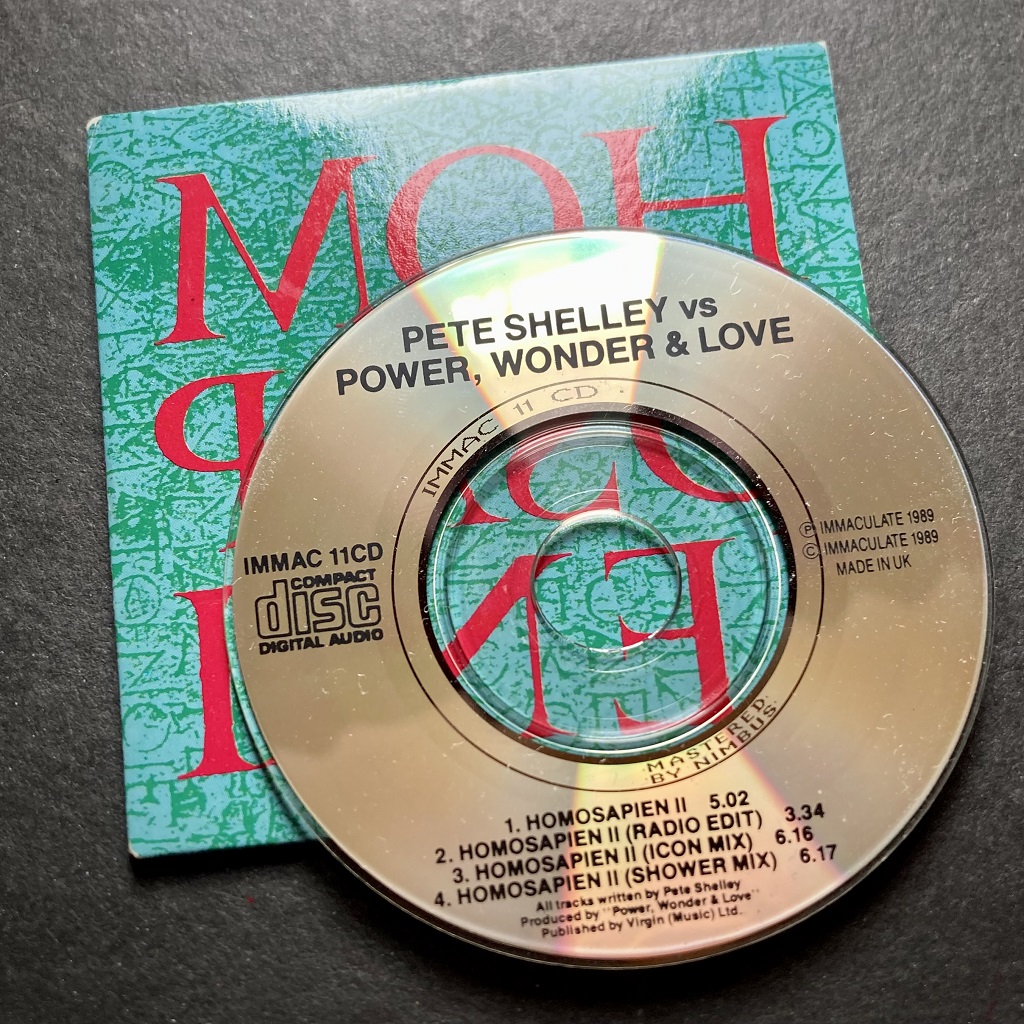 MOH
PETE SHELLEY vs
POWER, WONDER & LOVE
IMMAC 11 CD
IMMAC 11CD
COMPACT
disc
DIGITAL AUDIO
Ⓟ IMMACULATE 1989
© IMMACULATE 1989
MADE IN UK
MASTERED
BY NIMBUS
1. HOMOSAPIEN II 5.02
2. HOMOSAPIEN II (RADIO EDIT) 3.34
3. HOMOSAPIEN II (ICON MIX) 6.16
4. HOMOSAPIEN II (SHOWER MIX) 6.17
All tracks written by Pete Shelley
Produced by "Power, Wonder & Love"
Published by Virgin (Music) Ltd.